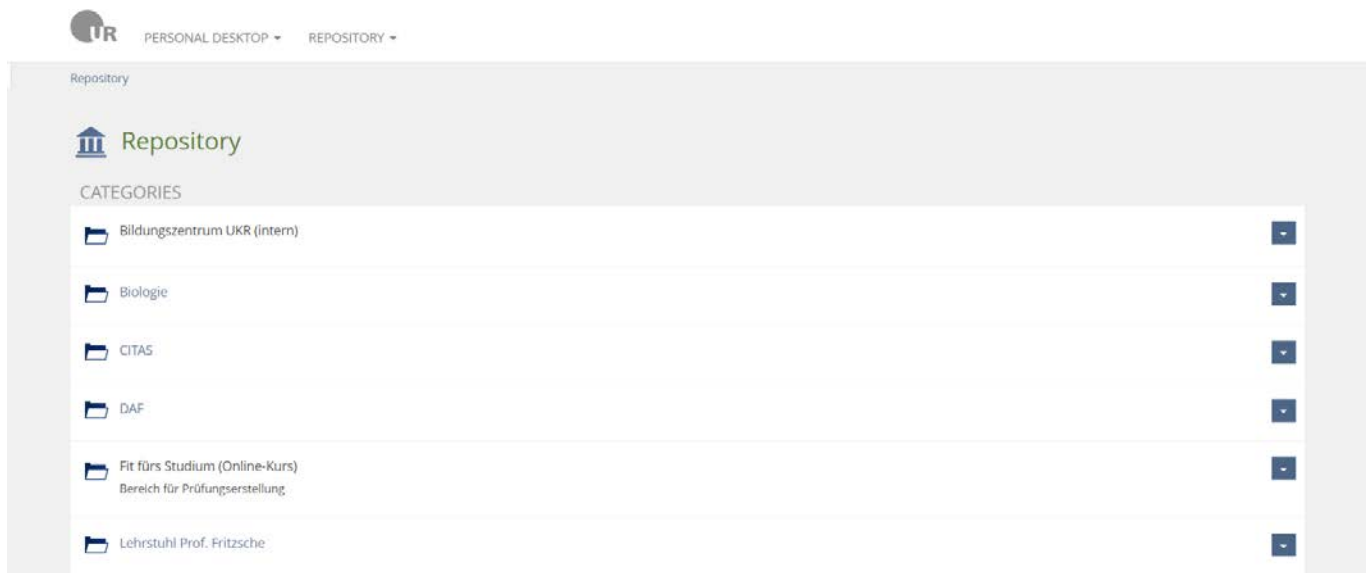 UR
PERSONAL DESKTOP
REPOSITORY
Repository
Repository
CATEGORIES
Bildungszentrum UKR (intern)
Biologie
CITAS
DAF
Fit fürs Studium (Online-Kurs)
Bereich für Prüfungserstellung
Lehrstuhl Prof. Fritzsche